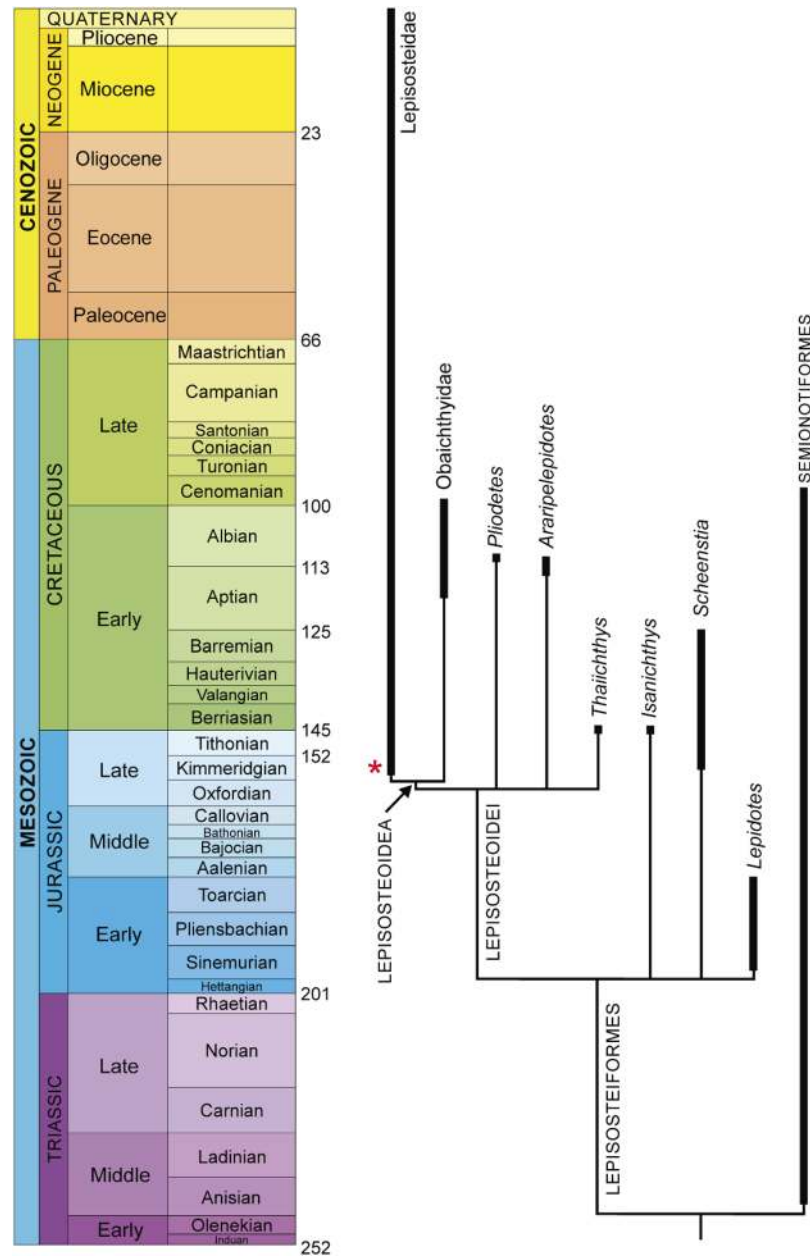 QUATERNARY
Pliocene
Miocene
NEOGENE
23
Oligocene
Eocene
Paleocene
PALEOGENE
CENOZOIC
66
Maastrichtian
Campanian
Santonian
Coniacian
Turonian
Cenomanian
Late
100
Albian
113
Aptian
125
Barremian
Hauterivian
Valangian
Berriasian
Early
CRETACEOUS
145
Tithonian
152
Kimmeridgian
Oxfordian
Late
Callovian
Bathonian
Bajocian
Aalenian
Middle
Toarcian
Pliensbachian
Sinemurian
Hettangian
Early
JURASSIC
MESOZOIC
201
Rhaetian
Norian
Carnian
Late
Ladinian
Anisian
Middle
Olenekian
Induan
Early
TRIASSIC
252
Lepisosteidae
Obaichthyidae
Pliodetes
Araripelepidotes
Thaiichthys
Isanichthys
Scheenstia
Lepidotes
SEMIONOTIFORMES
*
LEPISOSTEOIDEA
LEPISOSTEOIDEI
LEPISOSTEIFORMES